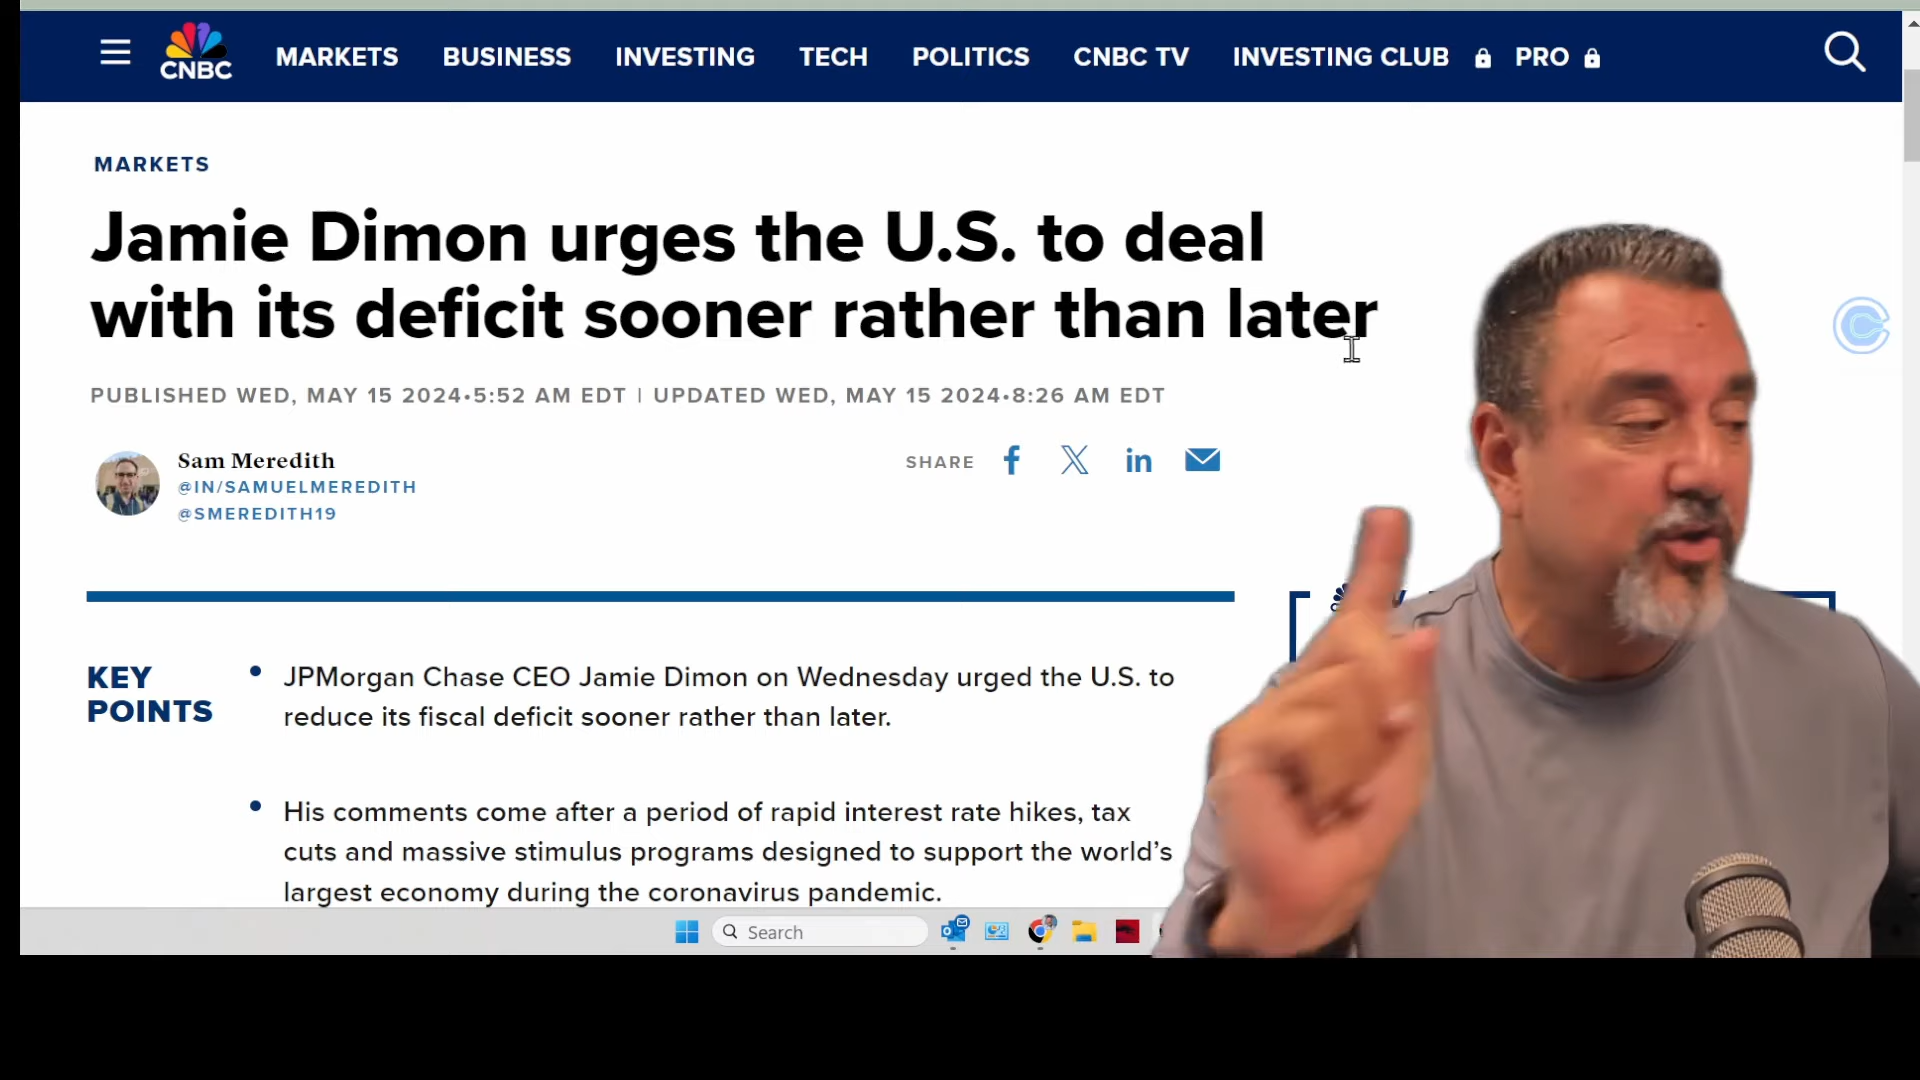 CNBC
MARKETS BUSINESS INVESTING TECH POLITICS CNBC TV INVESTING CLUB PRO
MARKETS
Jamie Dimon urges the U.S. to deal
with its deficit sooner rather than later
PUBLISHED WED, MAY 15 2024•5:52 AM EDT | UPDATED WED, MAY 15 2024•8:26 AM EDT
Sam Meredith
@IN/SAMUELMEREDITH
@SMEREDITH19
SHARE
KEY
POINTS
JPMorgan Chase CEO Jamie Dimon on Wednesday urged the U.S. to
reduce its fiscal deficit sooner rather than later.
His comments come after a period of rapid interest rate hikes, tax
cuts and massive stimulus programs designed to support the world's
largest economy during the coronavirus pandemic.
Search